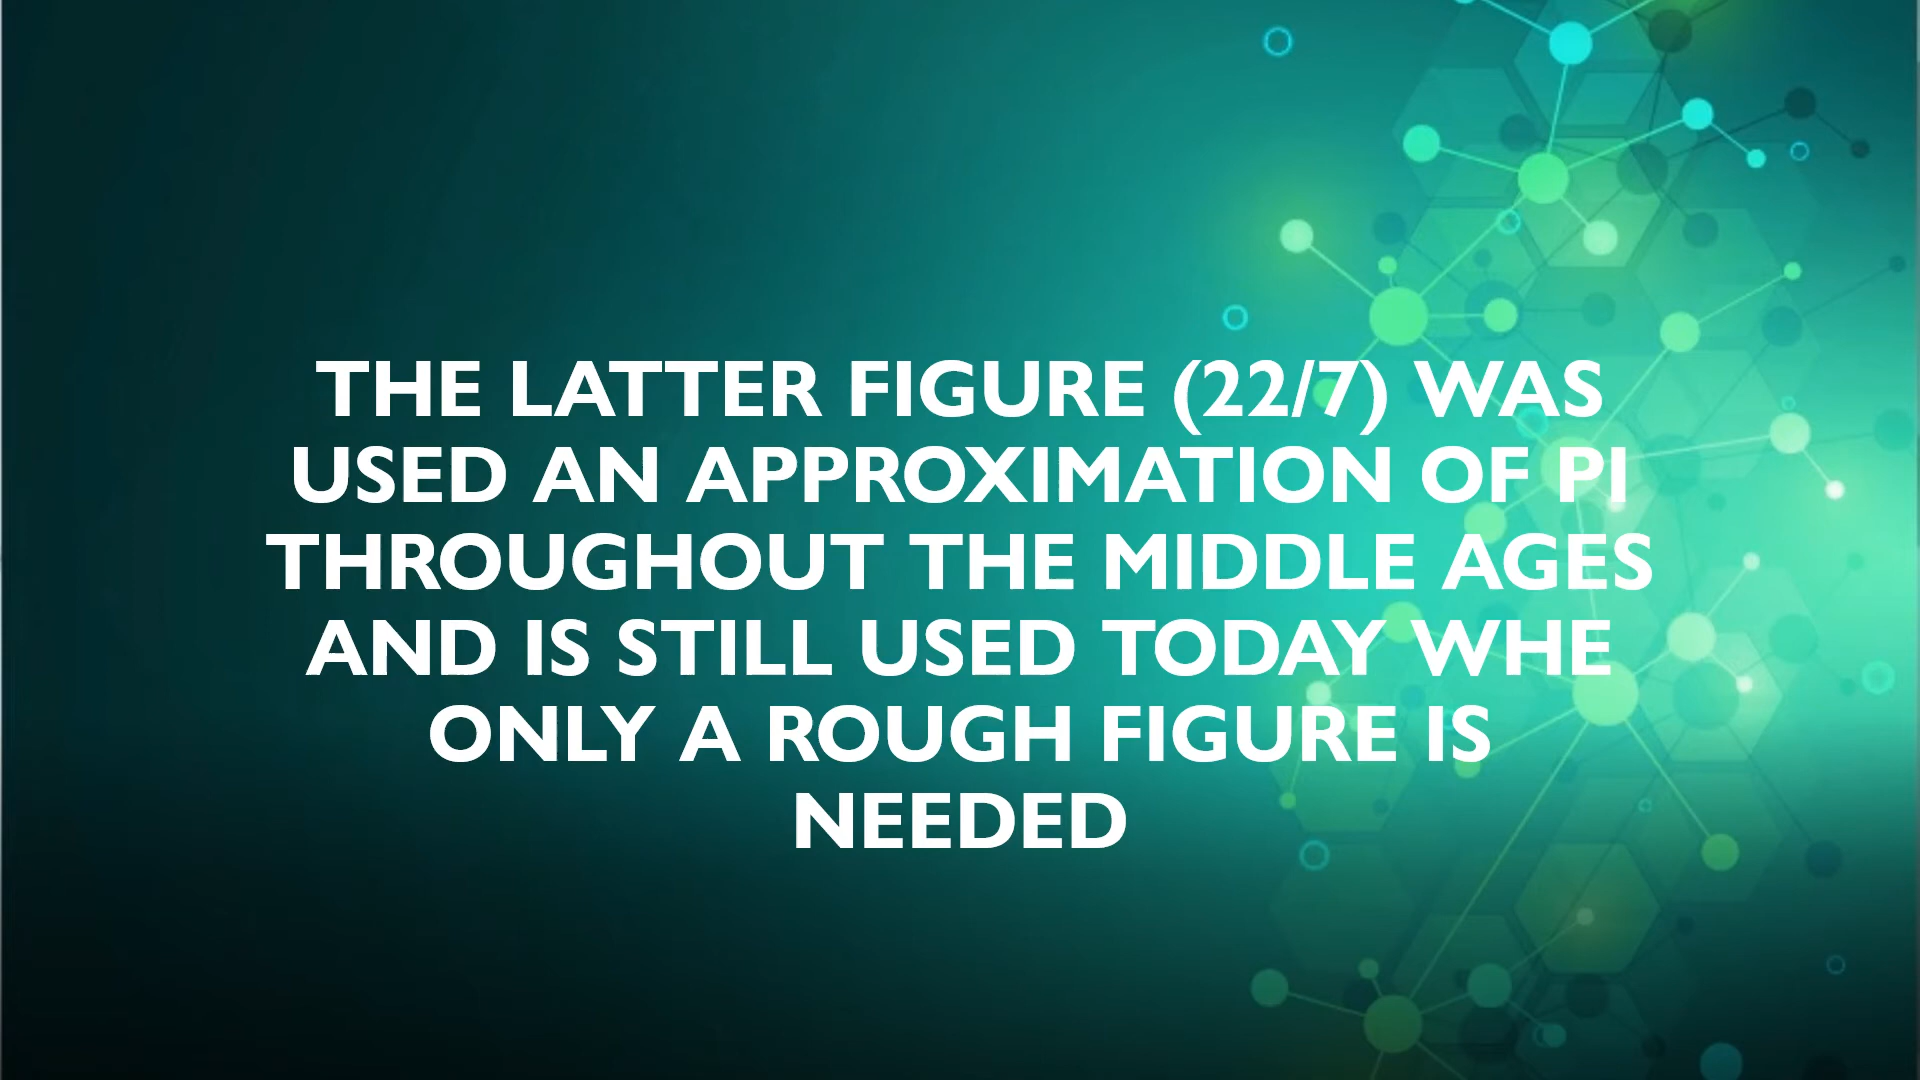 THE LATTER FIGURE (22/7) WAS
USED AN APPROXIMATION OF PI
THROUGHOUT THE MIDDLE AGES
AND IS STILL USED TODAY WHE
ONLY A ROUGH FIGURE IS
NEEDED